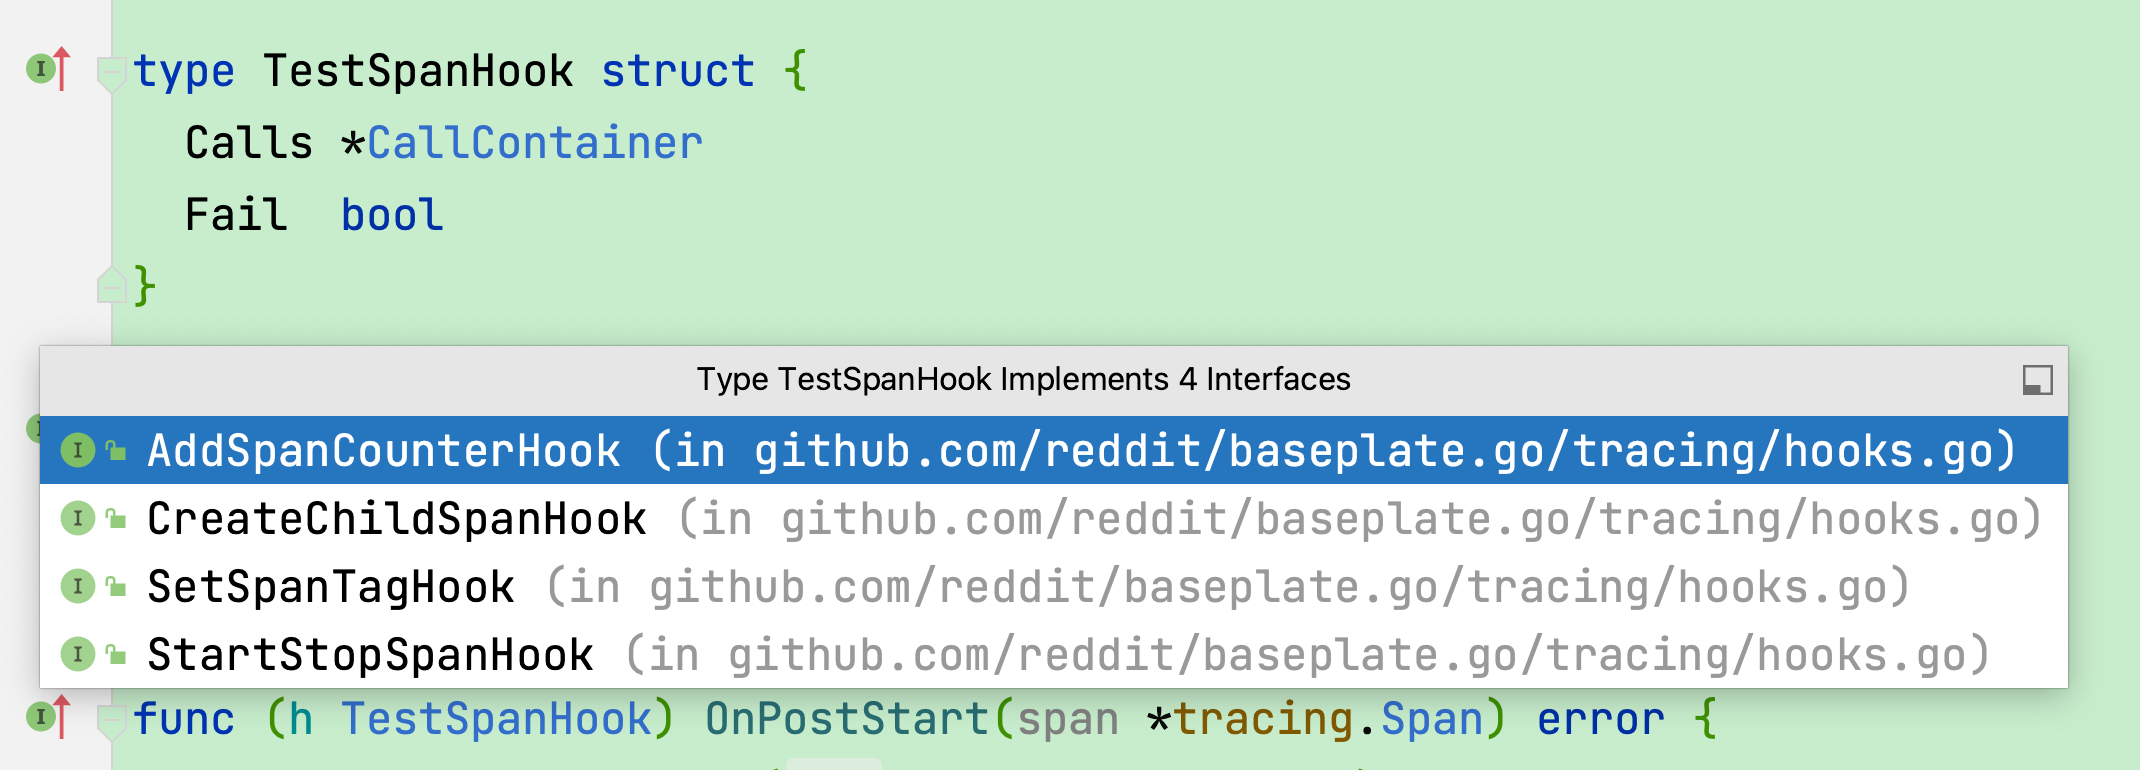 type TestSpanHook struct {
Calls *CallContainer
Fail bool
}
Type TestSpanHook Implements 4 Interfaces
AddSpanCounterHook (in github.com/reddit/baseplate.go/tracing/hooks.go)
CreateChildSpanHook (in github.com/reddit/baseplate.go/tracing/hooks.go)
SetSpanTagHook (in github.com/reddit/baseplate.go/tracing/hooks.go)
StartStopSpanHook (in github.com/reddit/baseplate.go/tracing/hooks.go)
func (h TestSpanHook) OnPostStart(span *tracing.Span) error {